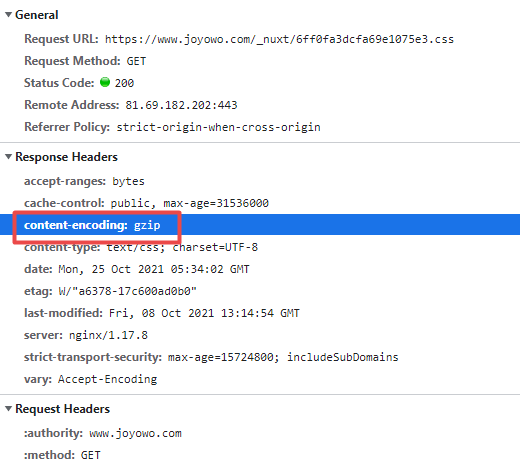 General
Request URL: https://www.joyowo.com/_nuxt/6ff0fa3dcfa69e1075e3.css
Request Method: GET
Status Code: 200
Remote Address: 81.69.182.202:443
Referrer Policy: strict-origin-when-cross-origin
Response Headers
accept-ranges: bytes
cache-control: public, max-age=31536000
content-encoding: gzip
content-type: text/css; charset=UTF-8
date: Mon, 25 Oct 2021 05:34:02 GMT
etag: W/"a6378-17c600ad0b0"
last-modified: Fri, 08 Oct 2021 13:14:54 GMT
server: nginx/1.17.8
strict-transport-security: max-age=15724800; includeSubDomains
vary: Accept-Encoding
Request Headers
:authority: www.joyowo.com
:method: GET